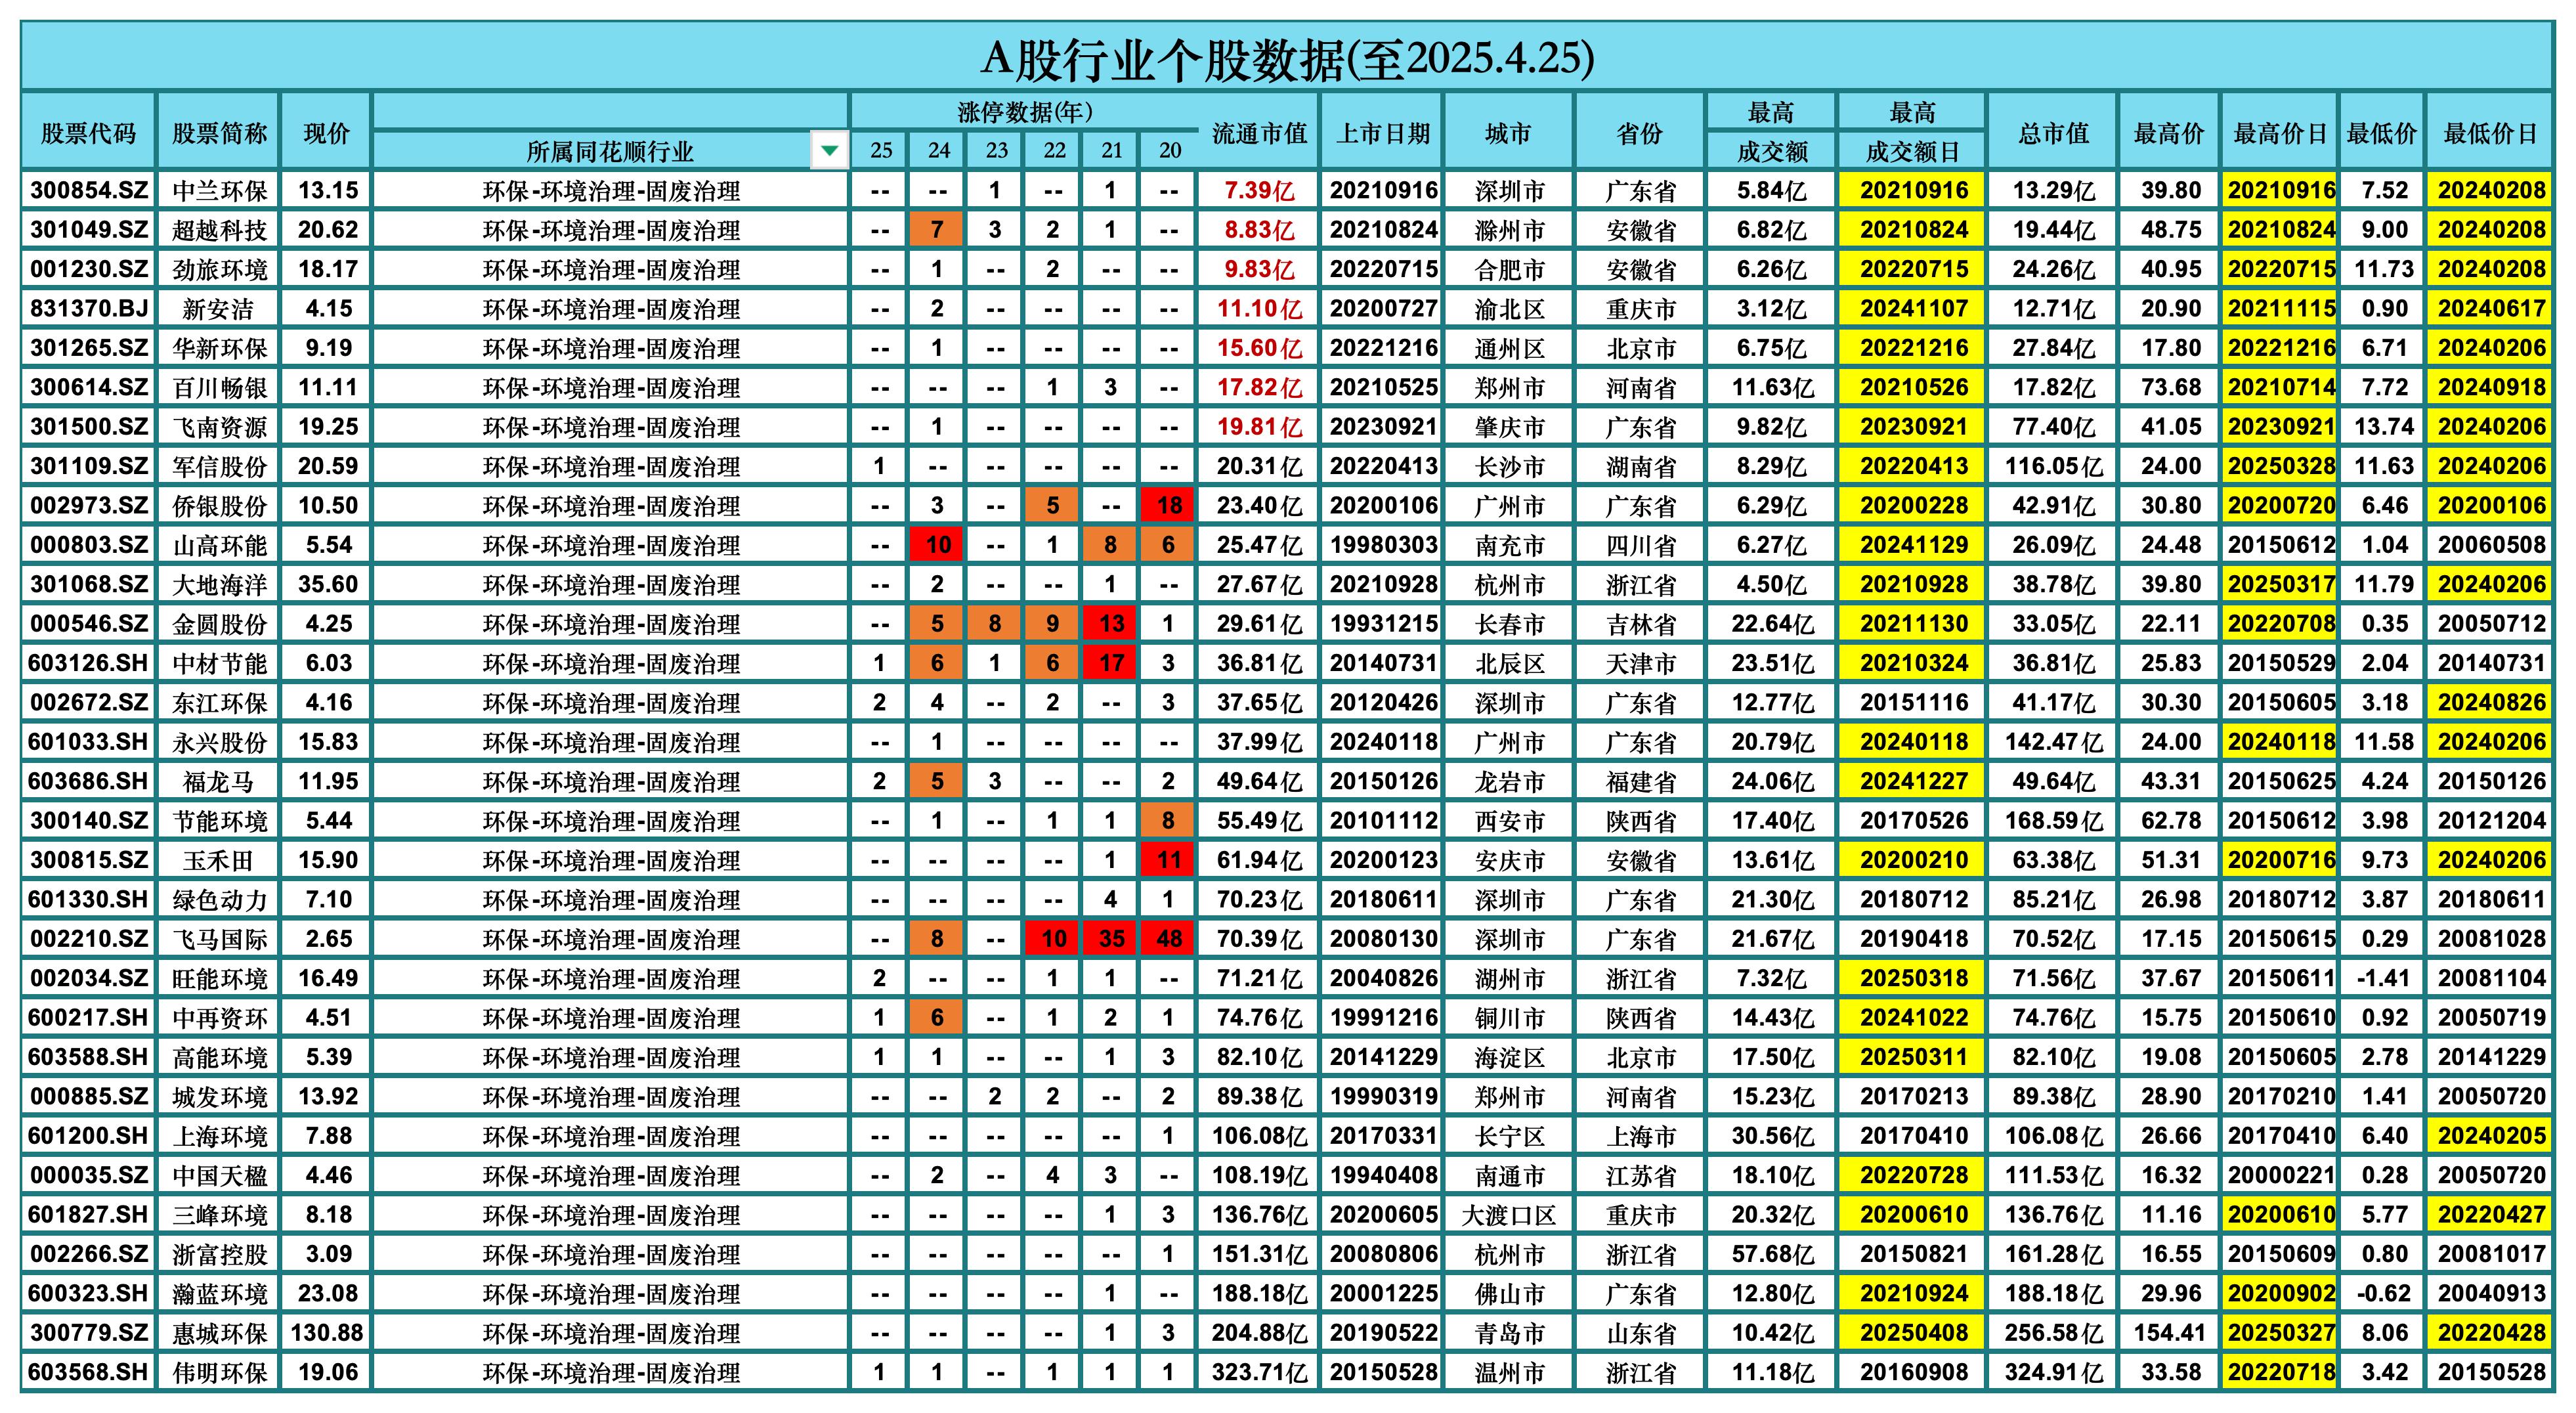 A股行业个股数据(至2025.4.25)
股票代码 股票简称 现价 所属同花顺行业 涨停数据(年) 流通市值 上市日期 城市 省份 最高 最高 总市值 最高价 最高价日 最低价 最低价日
25 24 23 22 21 20 成交额 成交额日
300854.SZ 中兰环保 13.15 环保-环境治理-固废治理 -- -- 1 -- 1 -- 7.39亿 20210916 深圳市 广东省 5.84亿 20210916 13.29亿 39.80 20210916 7.52 20240208
301049.SZ 超越科技 20.62 环保-环境治理-固废治理 -- 7 3 2 1 -- 8.83亿 20210824 滁州市 安徽省 6.82亿 20210824 19.44亿 48.75 20210824 9.00 20240208
001230.SZ 劲旅环境 18.17 环保-环境治理-固废治理 -- 1 -- 2 -- -- 9.83亿 20220715 合肥市 安徽省 6.26亿 20220715 24.26亿 40.95 20220715 11.73 20240208
831370.BJ 新安洁 4.15 环保-环境治理-固废治理 -- 2 -- -- -- -- 11.10亿 20200727 渝北区 重庆市 3.12亿 20241107 12.71亿 20.90 20211115 0.90 20240617
301265.SZ 华新环保 9.19 环保-环境治理-固废治理 -- 1 -- -- -- -- 15.60亿 20221216 通州区 北京市 6.75亿 20221216 27.84亿 17.80 20221216 6.71 20240206
300614.SZ 百川畅银 11.11 环保-环境治理-固废治理 -- -- -- 1 3 -- 17.82亿 20210525 郑州市 河南省 11.63亿 20210526 17.82亿 73.68 20210714 7.72 20240918
301500.SZ 飞南资源 19.25 环保-环境治理-固废治理 -- 1 -- -- -- -- 19.81亿 20230921 肇庆市 广东省 9.82亿 20230921 77.40亿 41.05 20230921 13.74 20240206
301109.SZ 军信股份 20.59 环保-环境治理-固废治理 1 -- -- -- -- -- 20.31亿 20220413 长沙市 湖南省 8.29亿 20220413 116.05亿 24.00 20250328 11.63 20240206
002973.SZ 侨银股份 10.50 环保-环境治理-固废治理 -- 3 -- 5 -- 18 23.40亿 20200106 广州市 广东省 6.29亿 20200228 42.91亿 30.80 20200720 6.46 20200106
000803.SZ 山高环能 5.54 环保-环境治理-固废治理 -- 10 -- 1 8 6 25.47亿 19980303 南充市 四川省 6.27亿 20241129 26.09亿 24.48 20150612 1.04 20060508
301068.SZ 大地海洋 35.60 环保-环境治理-固废治理 -- 2 -- -- 1 -- 27.67亿 20210928 杭州市 浙江省 4.50亿 20210928 38.78亿 39.80 20250317 11.79 20240206
000546.SZ 金圆股份 4.25 环保-环境治理-固废治理 -- 5 8 9 13 1 29.61亿 19931215 长春市 吉林省 22.64亿 20211130 33.05亿 22.11 20220708 0.35 20050712
603126.SH 中材节能 6.03 环保-环境治理-固废治理 1 6 1 6 17 3 36.81亿 20140731 北辰区 天津市 23.51亿 20210324 36.81亿 25.83 20150529 2.04 20140731
002672.SZ 东江环保 4.16 环保-环境治理-固废治理 2 4 -- 2 -- 3 37.65亿 20120426 深圳市 广东省 12.77亿 20151116 41.17亿 30.30 20150605 3.18 20240826
601033.SH 永兴股份 15.83 环保-环境治理-固废治理 -- 1 -- -- -- -- 37.99亿 20240118 广州市 广东省 20.79亿 20240118 142.47亿 24.00 20240118 11.58 20240206
603686.SH 福龙马 11.95 环保-环境治理-固废治理 2 5 3 -- -- 2 49.64亿 20150126 龙岩市 福建省 24.06亿 20241227 49.64亿 43.31 20150625 4.24 20150126
300140.SZ 节能环境 5.44 环保-环境治理-固废治理 -- 1 -- 1 1 8 55.49亿 20101112 西安市 陕西省 17.40亿 20170526 168.59亿 62.78 20150612 3.98 20121204
300815.SZ 玉禾田 15.90 环保-环境治理-固废治理 -- -- -- -- 1 11 61.94亿 20200123 安庆市 安徽省 13.61亿 20200210 63.38亿 51.31 20200716 9.73 20240206
601330.SH 绿色动力 7.10 环保-环境治理-固废治理 -- -- -- -- 4 1 70.23亿 20180611 深圳市 广东省 21.30亿 20180712 85.21亿 26.98 20180712 3.87 20180611
002210.SZ 飞马国际 2.65 环保-环境治理-固废治理 -- 8 -- 10 35 48 70.39亿 20080130 深圳市 广东省 21.67亿 20190418 70.52亿 17.15 20150615 0.29 20081028
002034.SZ 旺能环境 16.49 环保-环境治理-固废治理 2 -- -- 1 1 -- 71.21亿 20040826 湖州市 浙江省 7.32亿 20250318 71.56亿 37.67 20150611 -1.41 20081104
600217.SH 中再资环 4.51 环保-环境治理-固废治理 1 6 -- 1 2 1 74.76亿 19991216 铜川市 陕西省 14.43亿 20241022 74.76亿 15.75 20150610 0.92 20050719
603588.SH 高能环境 5.39 环保-环境治理-固废治理 1 1 -- -- 1 3 82.10亿 20141229 海淀区 北京市 17.50亿 20250311 82.10亿 19.08 20150605 2.78 20141229
000885.SZ 城发环境 13.92 环保-环境治理-固废治理 -- -- 2 2 -- 2 89.38亿 19990319 郑州市 河南省 15.23亿 20170213 89.38亿 28.90 20170210 1.41 20050720
601200.SH 上海环境 7.88 环保-环境治理-固废治理 -- -- -- -- -- 1 106.08亿 20170331 长宁区 上海市 30.56亿 20170410 106.08亿 26.66 20170410 6.40 20240205
000035.SZ 中国天楹 4.46 环保-环境治理-固废治理 -- 2 -- 4 3 -- 108.19亿 19940408 南通市 江苏省 18.10亿 20220728 111.53亿 16.32 20000221 0.28 20050720
601827.SH 三峰环境 8.18 环保-环境治理-固废治理 -- -- -- -- 1 3 136.76亿 20200605 大渡口区 重庆市 20.32亿 20200610 136.76亿 11.16 20200610 5.77 20220427
002266.SZ 浙富控股 3.09 环保-环境治理-固废治理 -- -- -- -- -- 1 151.31亿 20080806 杭州市 浙江省 57.68亿 20150821 161.28亿 16.55 20150609 0.80 20081017
600323.SH 瀚蓝环境 23.08 环保-环境治理-固废治理 -- -- -- -- 1 -- 188.18亿 20001225 佛山市 广东省 12.80亿 20210924 188.18亿 29.96 20200902 -0.62 20040913
300779.SZ 惠城环保 130.88 环保-环境治理-固废治理 -- -- -- -- 1 3 204.88亿 20190522 青岛市 山东省 10.42亿 20250408 256.58亿 154.41 20250327 8.06 20220428
603568.SH 伟明环保 19.06 环保-环境治理-固废治理 1 1 -- 1 1 1 323.71亿 20150528 温州市 浙江省 11.18亿 20160908 324.91亿 33.58 20220718 3.42 20150528